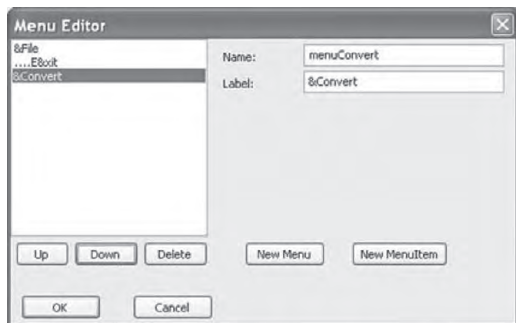 Menu Editor
&File
....E&xit
&Convert
Name:
menuConvert
Label:
&Convert
Up
Down
Delete
New Menu
New MenuItem
OK
Cancel